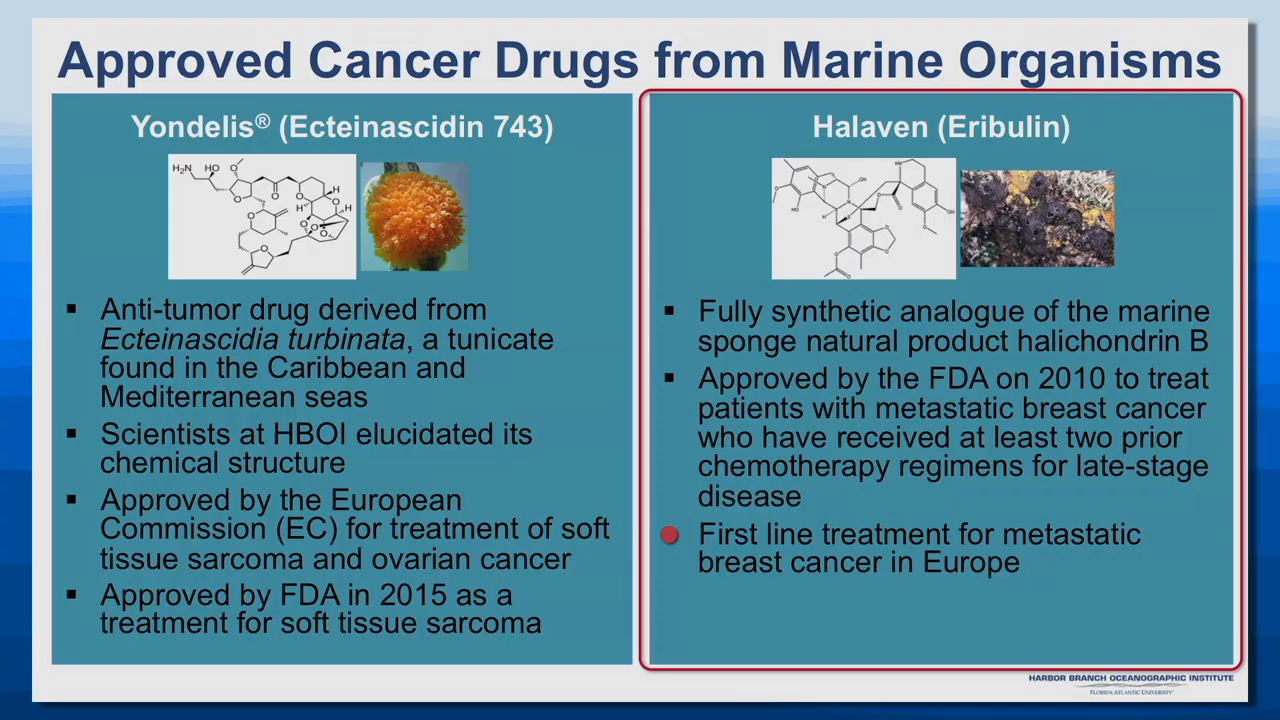 Approved Cancer Drugs from Marine Organisms
Yondelis® (Ecteinascidin 743)
H₂N HO O
O
O
O
O
H
H
H
O
O
O
O
O
▪ Anti-tumor drug derived from
Ecteinascidia turbinata, a tunicate
found in the Caribbean and
Mediterranean seas
▪ Scientists at HBOI elucidated its
chemical structure
▪ Approved by the European
Commission (EC) for treatment of soft
tissue sarcoma and ovarian cancer
▪ Approved by FDA in 2015 as a
treatment for soft tissue sarcoma
Halaven (Eribulin)
HO
OH
▪ Fully synthetic analogue of the marine
sponge natural product halichondrin B
▪ Approved by the FDA on 2010 to treat
patients with metastatic breast cancer
who have received at least two prior
chemotherapy regimens for late-stage
disease
First line treatment for metastatic
breast cancer in Europe
HARBOR BRANCH OCEANOGRAPHIC INSTITUTE
FLORIDA ATLANTIC UNIVERSITY